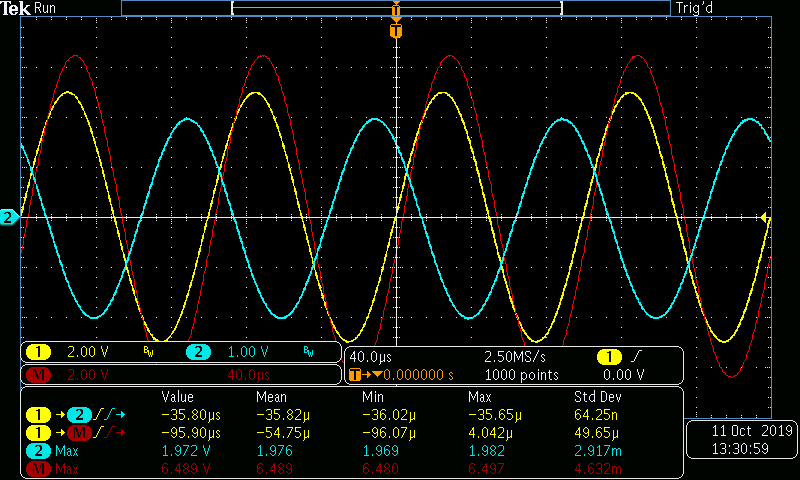 Tek Run Trig'd
T
T
2
1 2.00 V BW 2 1.00 V BW
M 2.00 V 40.0µs
40.0µs 2.50MS/s 1
T→▼0.000000 s 1000 points 0.00 V
Value Mean Min Max Std Dev
1→2 −35.80µs −35.82µ −36.02µ −35.65µ 64.25n
1→M −95.90µs −54.75µ −96.07µ 4.042µ 49.65µ
2 Max 1.972 V 1.976 1.969 1.982 2.917m
M Max 6.489 V 6.489 6.480 6.497 4.632m
11 Oct 2019
13:30:59